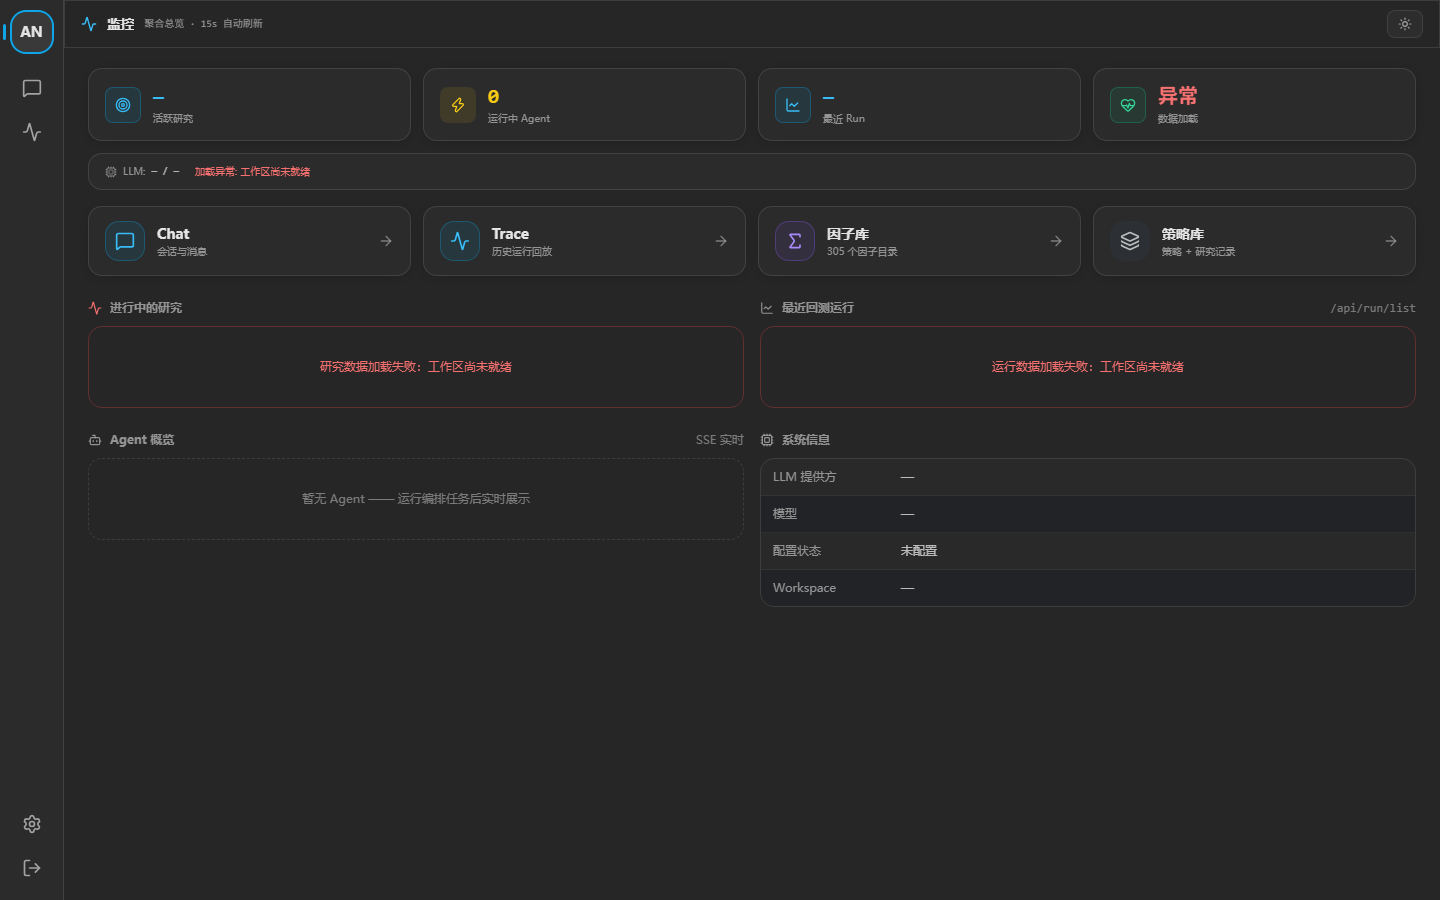 AN
监控 聚合总览 · 15s 自动刷新
—
活跃研究
0
运行中 Agent
—
最近 Run
异常
数据加载
LLM: — / — 加载异常: 工作区尚未就绪
Chat
会话与消息
Trace
历史运行回放
因子库
305 个因子目录
策略库
策略 + 研究记录
进行中的研究
研究数据加载失败：工作区尚未就绪
最近回测运行 /api/run/list
运行数据加载失败：工作区尚未就绪
Agent 概览 SSE 实时
暂无 Agent —— 运行编排任务后实时展示
系统信息
LLM 提供方 —
模型 —
配置状态 未配置
Workspace —